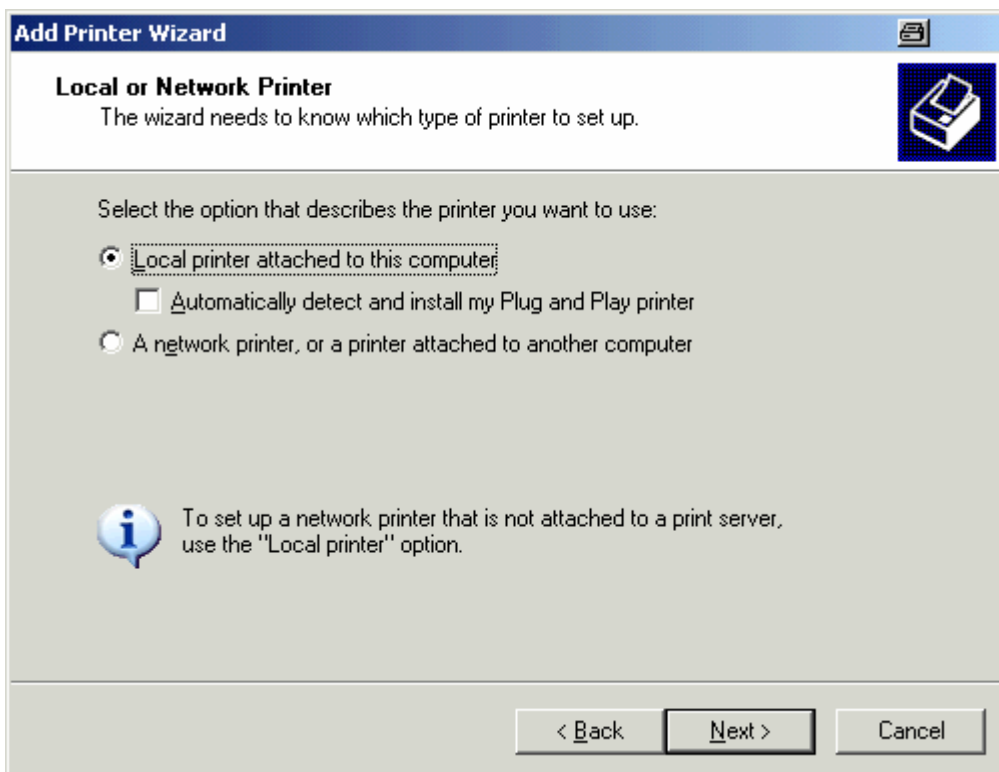 Add Printer Wizard
Local or Network Printer
The wizard needs to know which type of printer to set up.
Select the option that describes the printer you want to use:
Local printer attached to this computer
Automatically detect and install my Plug and Play printer
A network printer, or a printer attached to another computer
To set up a network printer that is not attached to a print server,
use the "Local printer" option.
< Back
Next >
Cancel